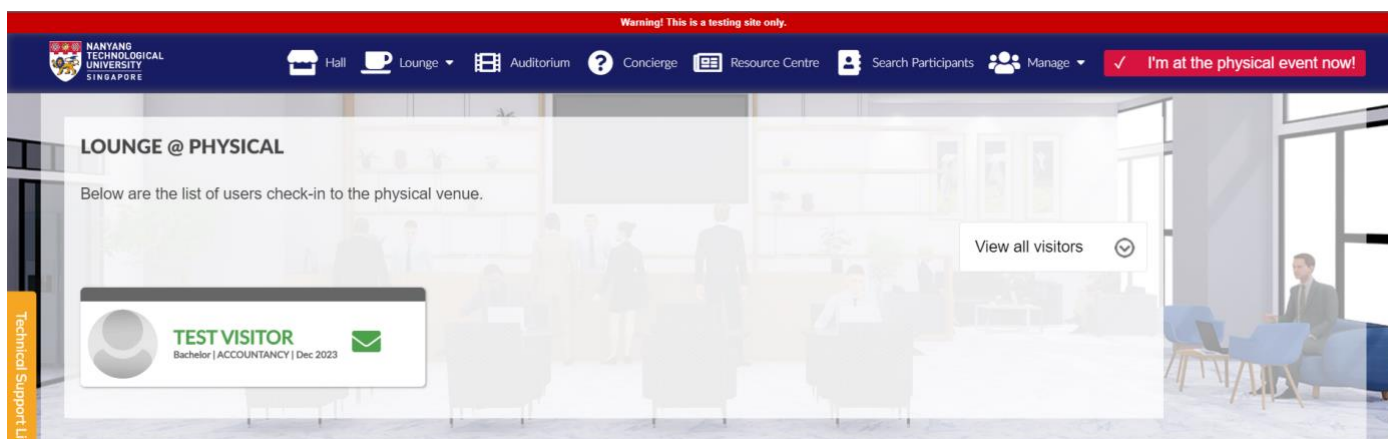 Warning! This is a testing site only.
NANYANG
TECHNOLOGICAL
UNIVERSITY
SINGAPORE
Hall
Lounge
Auditorium
Concierge
Resource Centre
Search Participants
Manage
✓ I'm at the physical event now!
LOUNGE @ PHYSICAL
Below are the list of users check-in to the physical venue.
View all visitors
TEST VISITOR
Bachelor | ACCOUNTANCY | Dec 2023
Technical Support